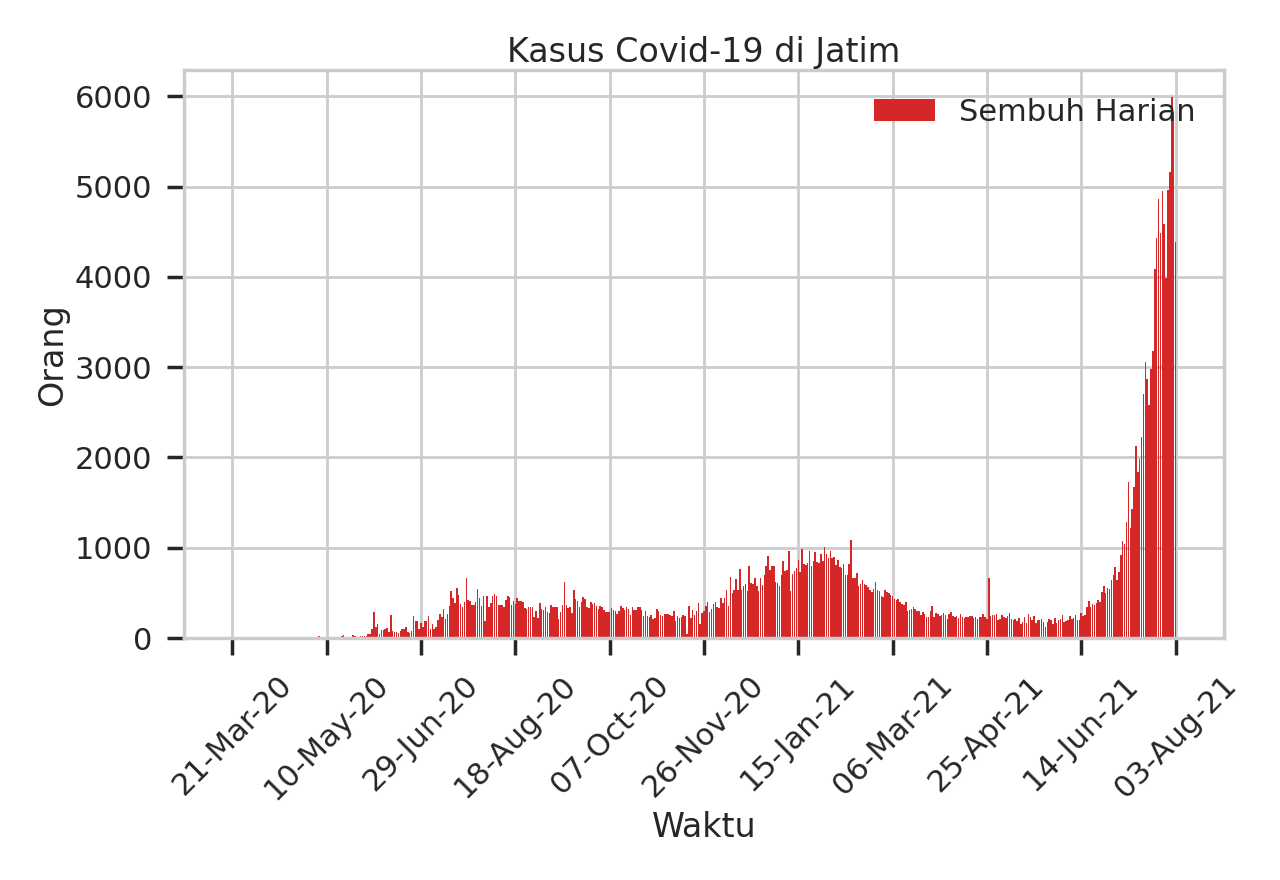 Kasus Covid-19 di Jatim
Sembuh Harian
6000
5000
4000
3000
2000
1000
0
Orang
21-Mar-20
10-May-20
29-Jun-20
18-Aug-20
07-Oct-20
26-Nov-20
15-Jan-21
06-Mar-21
25-Apr-21
14-Jun-21
03-Aug-21
Waktu